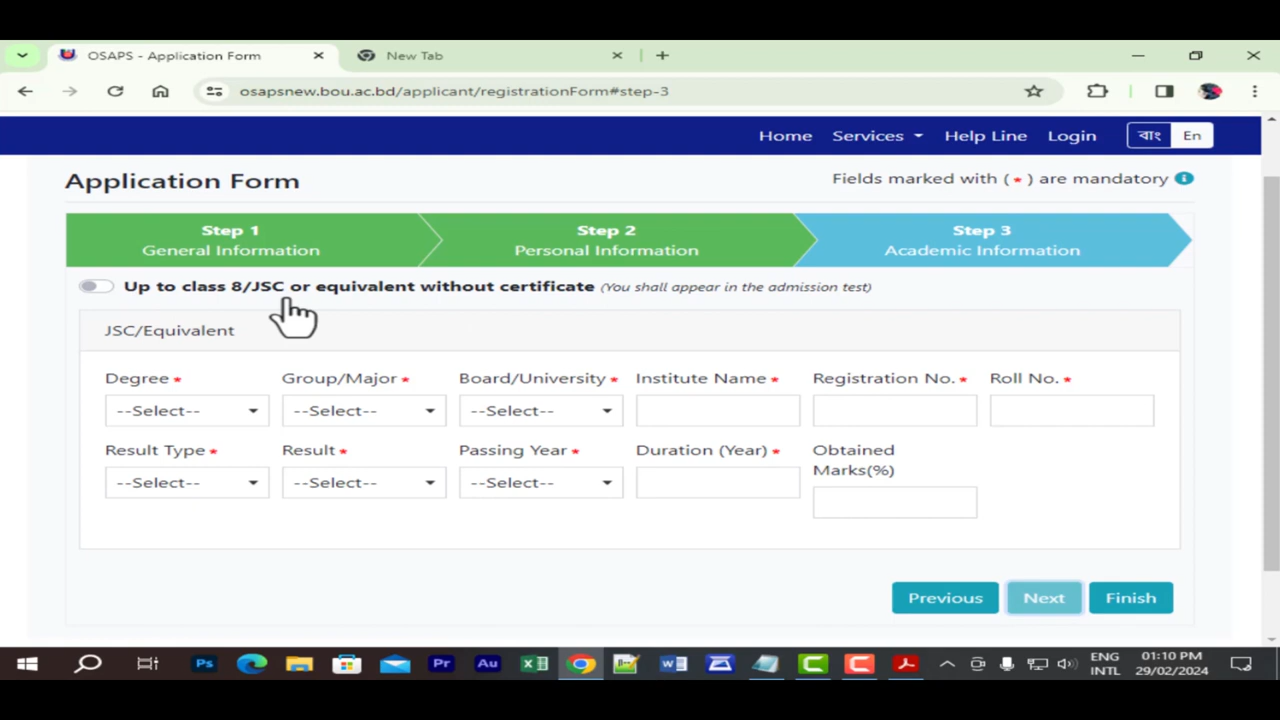 OSAPS - Application Form
New Tab
osapsnew.bou.ac.bd/applicant/registrationForm#step-3
Home Services Help Line Login বাং En
Application Form
Fields marked with ( * ) are mandatory
Step 1
General Information
Step 2
Personal Information
Step 3
Academic Information
Up to class 8/JSC or equivalent without certificate (You shall appear in the admission test)
JSC/Equivalent
Degree * Group/Major * Board/University * Institute Name * Registration No. * Roll No. *
--Select-- --Select-- --Select--
Result Type * Result * Passing Year * Duration (Year) * Obtained Marks(%)
--Select-- --Select-- --Select--
Previous Next Finish
Ps Pr Au
ENG
INTL
01:10 PM
29/02/2024